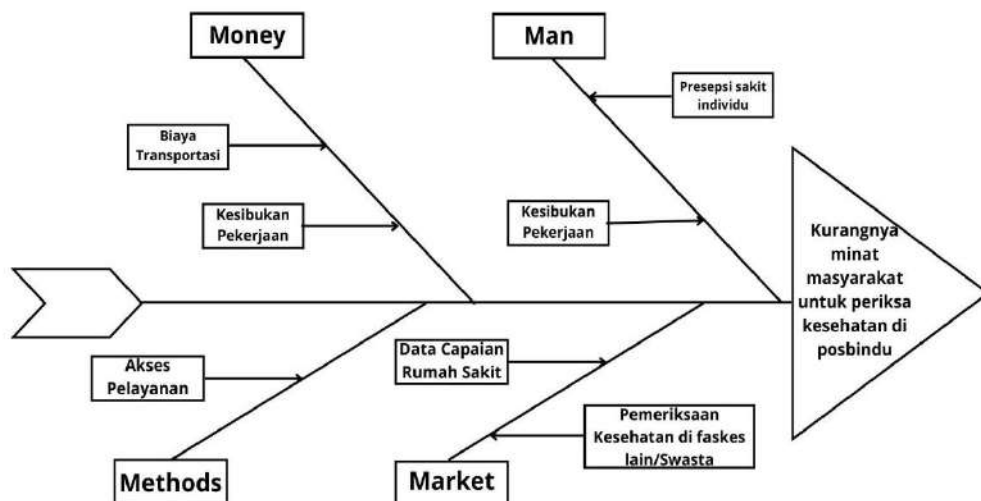 Money
Man
Presepsi sakit
individu
Biaya
Transportasi
Kesibukan
Pekerjaan
Kesibukan
Pekerjaan
Kurangnya
minat
masyarakat
untuk periksa
kesehatan di
posbindu
Akses
Pelayanan
Data Capaian
Rumah Sakit
Pemeriksaan
Kesehatan di faskes
lain/Swasta
Methods
Market